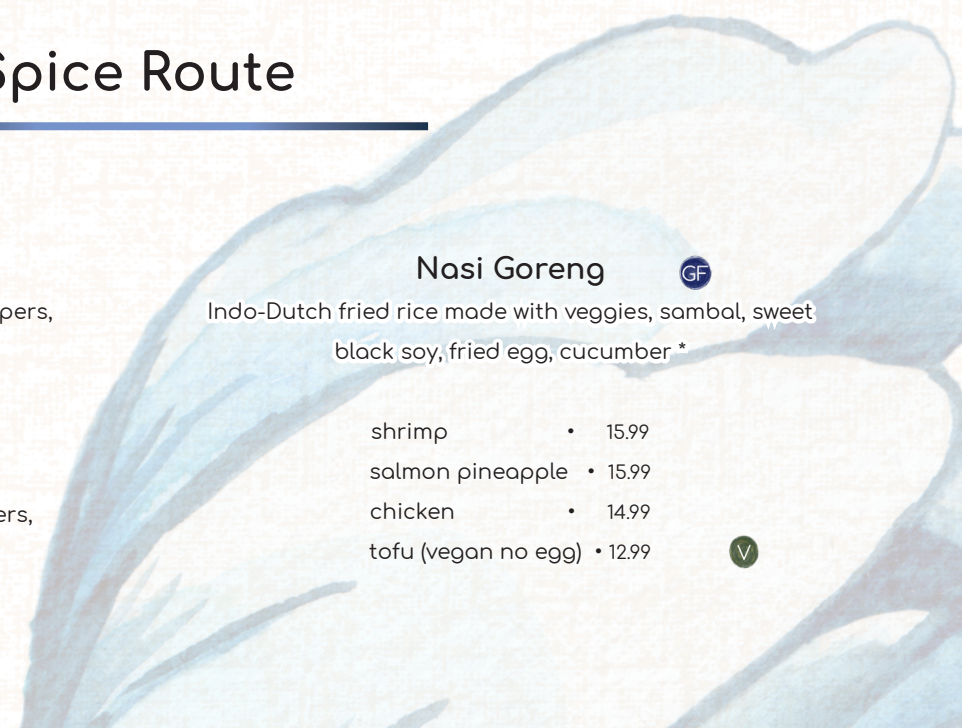 Spice Route
Nasi Goreng GF
Indo-Dutch fried rice made with veggies, sambal, sweet
pers,
black soy, fried egg, cucumber *
shrimp • 15.99
salmon pineapple • 15.99
chicken • 14.99
ers,
tofu (vegan no egg) • 12.99 V